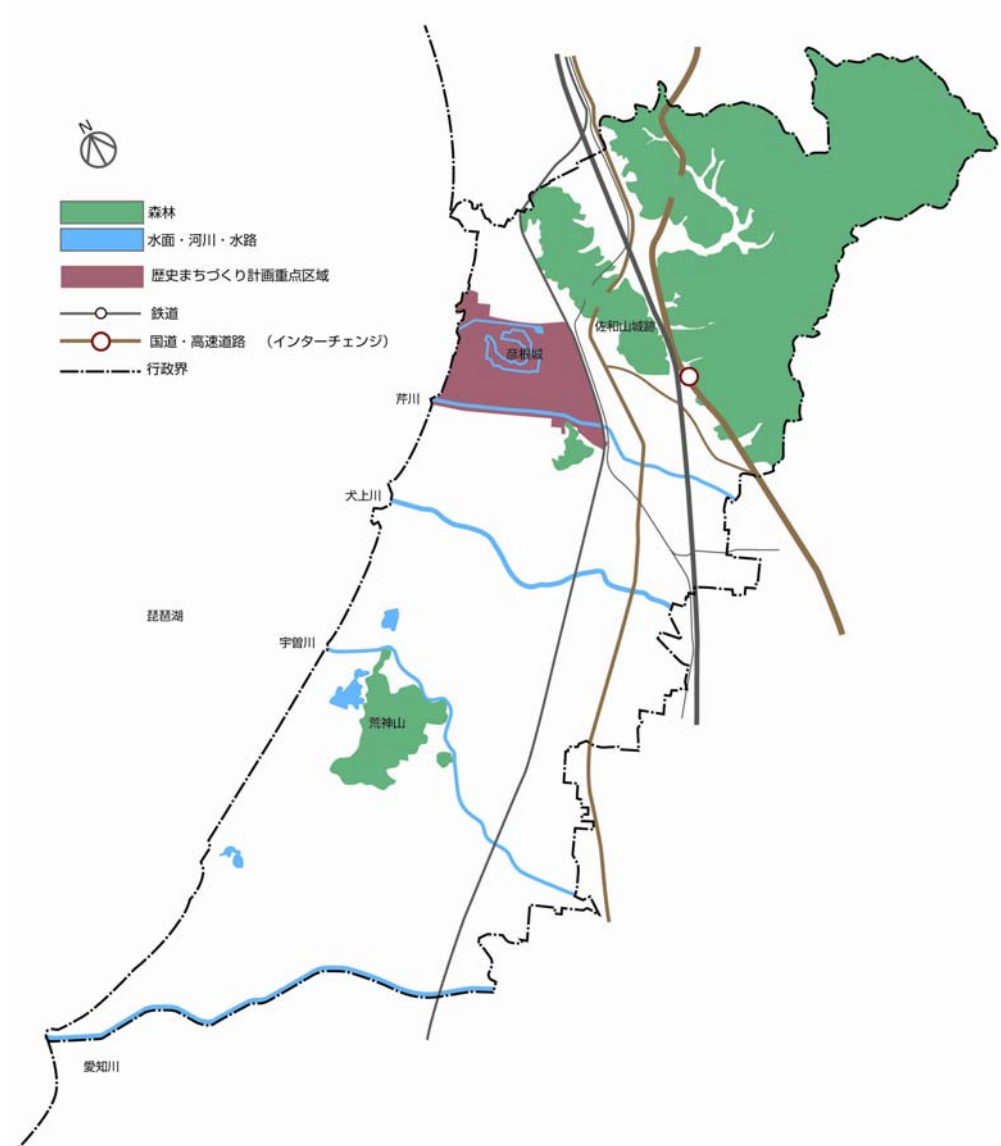 N
森林
水面・河川・水路
歴史まちづくり計画重点区域
鉄道
国道・高速道路　（インターチェンジ）
行政界
佐和山城跡
彦根城
芹川
犬上川
琵琶湖
宇曽川
荒神山
愛知川